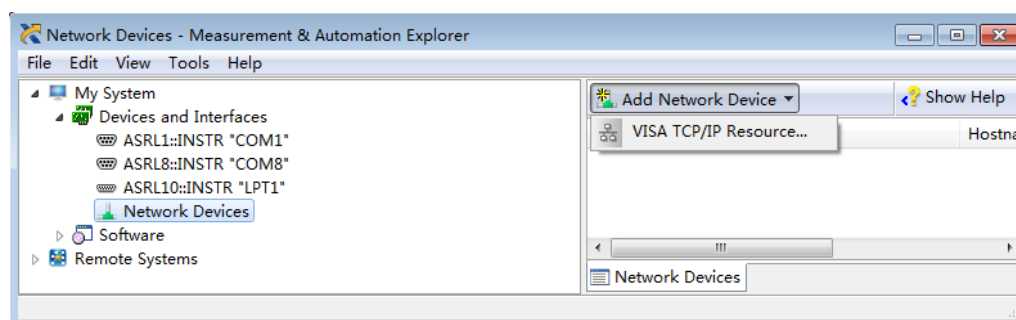 Network Devices - Measurement & Automation Explorer
File Edit View Tools Help
My System
Devices and Interfaces
ASRL1::INSTR "COM1"
ASRL8::INSTR "COM8"
ASRL10::INSTR "LPT1"
Network Devices
Software
Remote Systems
Add Network Device
Show Help
VISA TCP/IP Resource...
Hostna
Network Devices